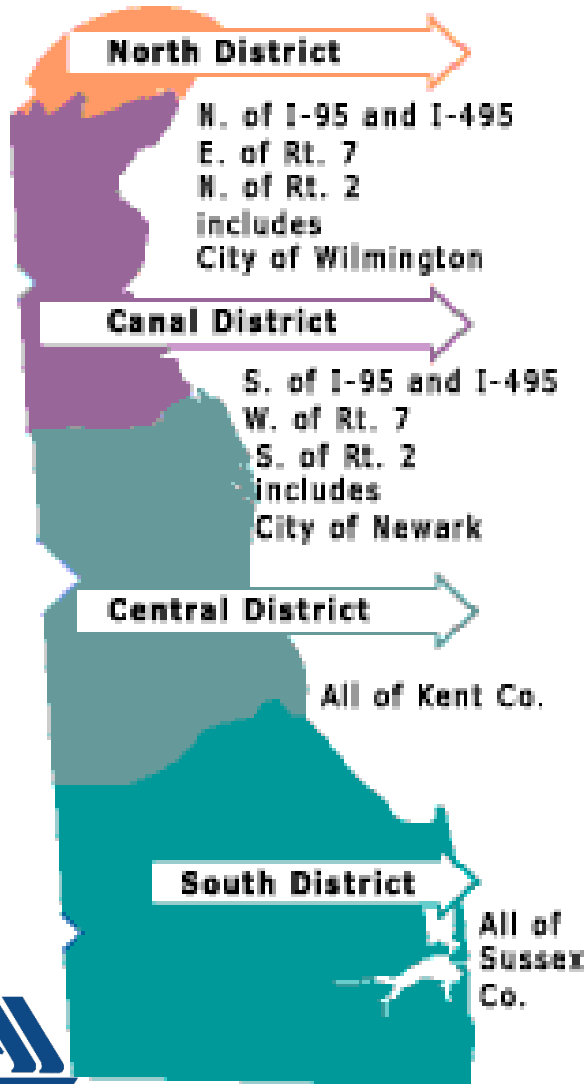 North District
N. of I-95 and I-495
E. of Rt. 7
N. of Rt. 2
includes
City of Wilmington
Canal District
S. of I-95 and I-495
W. of Rt. 7
S. of Rt. 2
includes
City of Newark
Central District
All of Kent Co.
South District
All of
Sussex
Co.